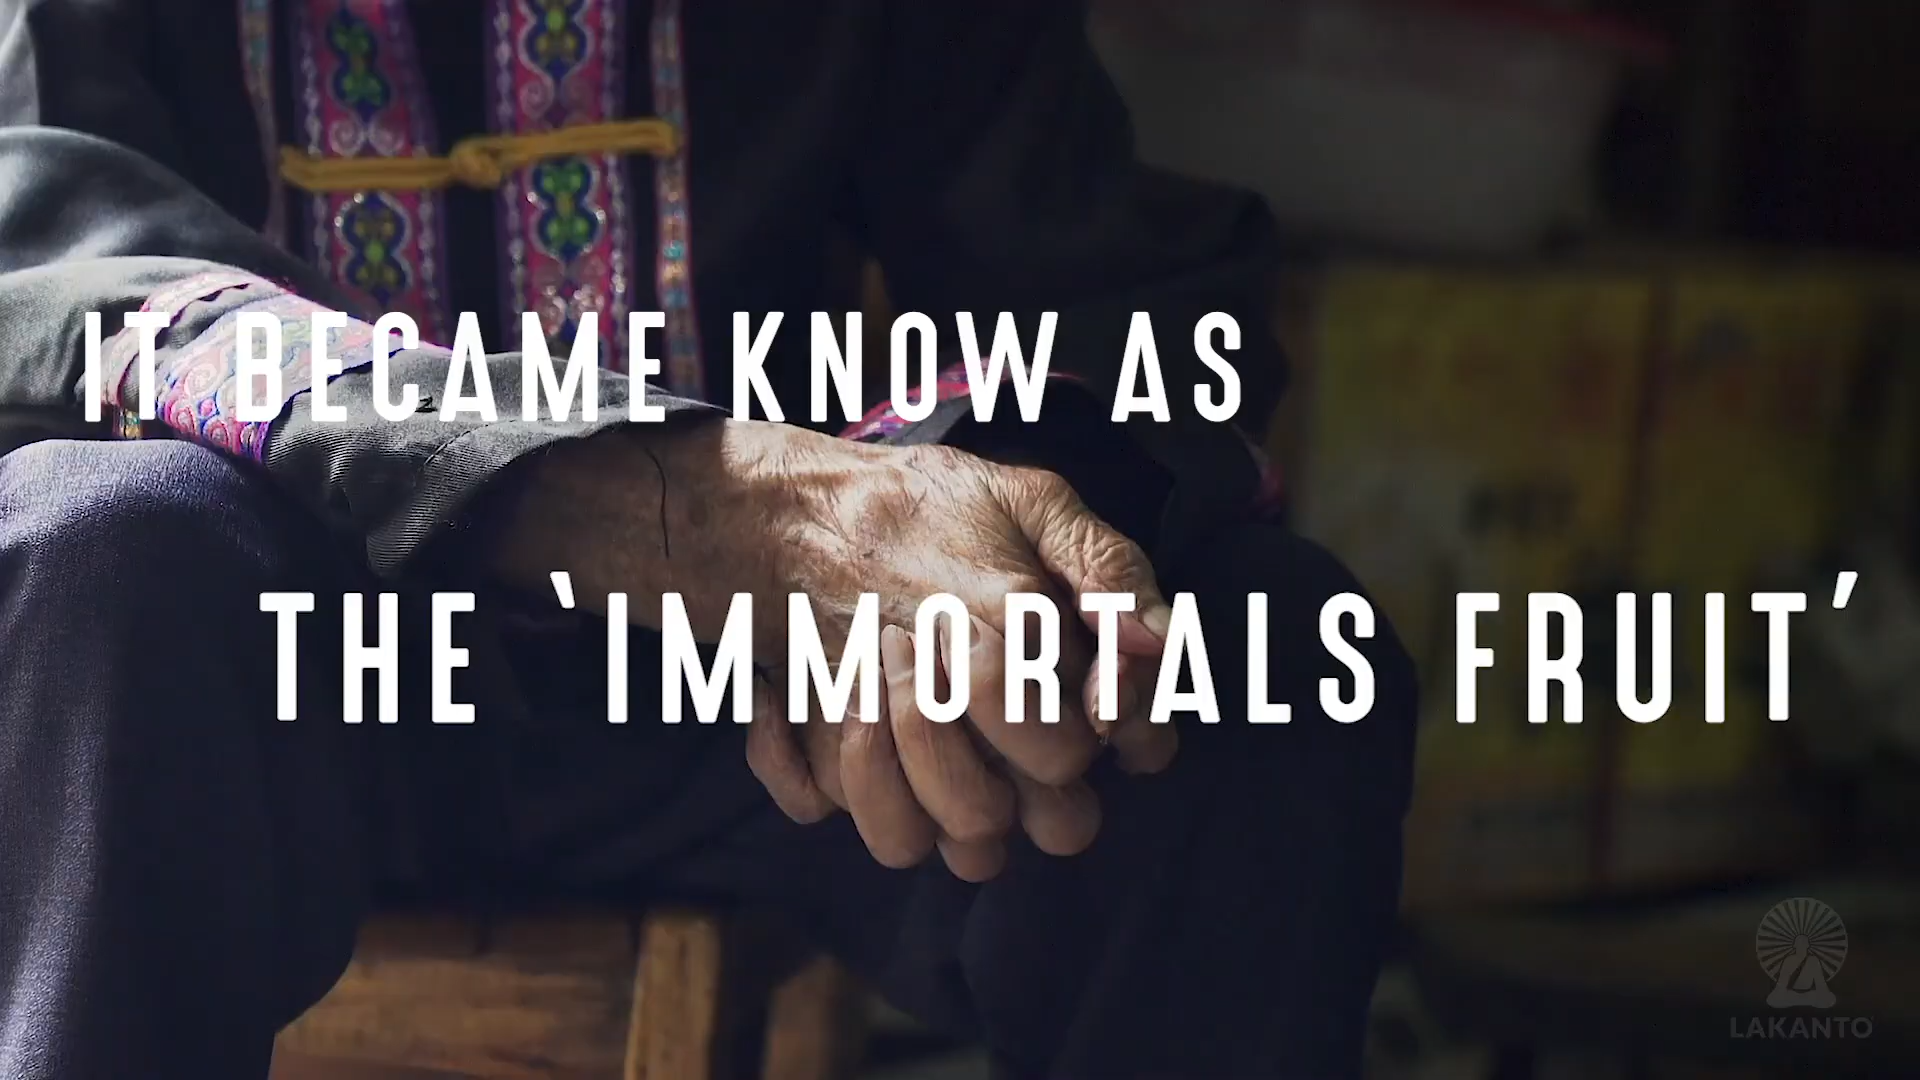 IT BECAME KNOW AS
THE ‘IMMORTALS FRUIT’
LAKANTO